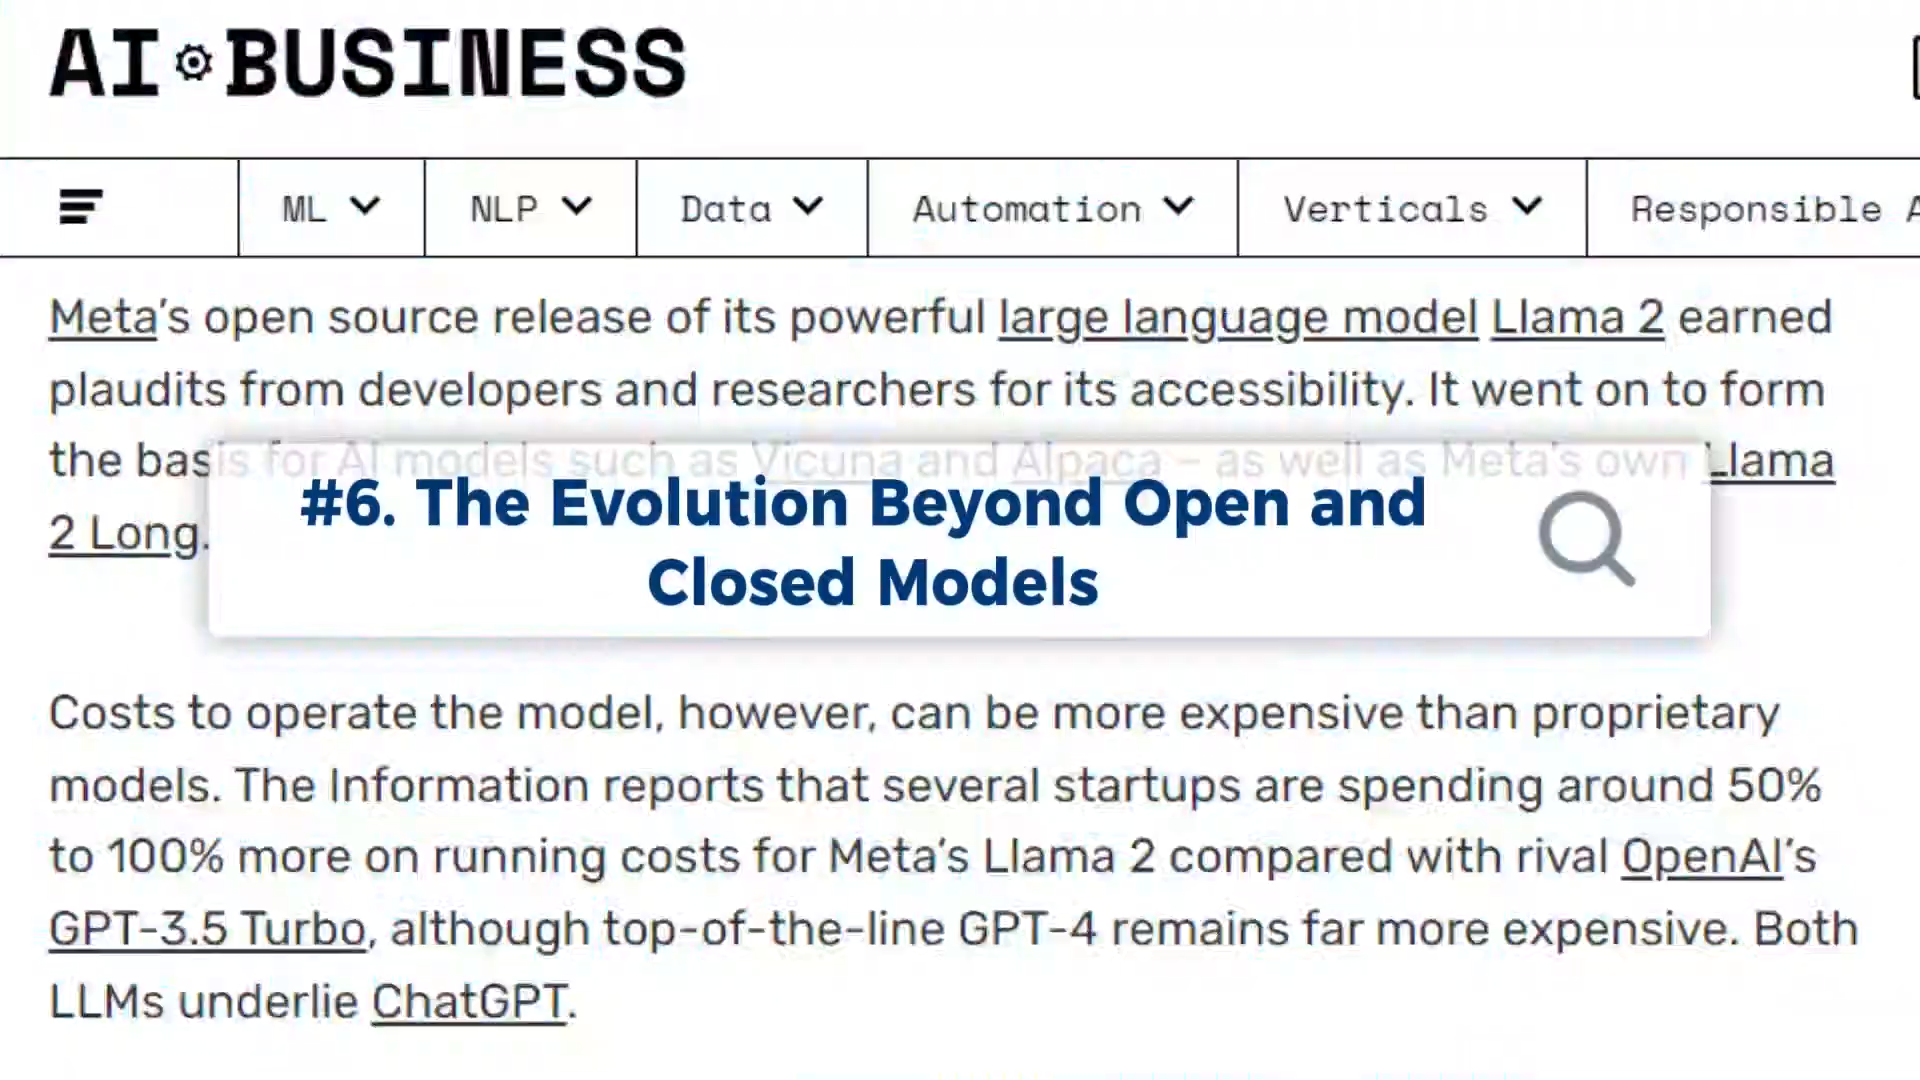 AI BUSINESS
ML
NLP
Data
Automation
Verticals
Responsible A
Meta’s open source release of its powerful large language model Llama 2 earned
plaudits from developers and researchers for its accessibility. It went on to form
the basis for AI models such as Vicuna and Alpaca – as well as Meta's own Llama
2 Long.
#6. The Evolution Beyond Open and
Closed Models
Costs to operate the model, however, can be more expensive than proprietary
models. The Information reports that several startups are spending around 50%
to 100% more on running costs for Meta’s Llama 2 compared with rival OpenAI’s
GPT-3.5 Turbo, although top-of-the-line GPT-4 remains far more expensive. Both
LLMs underlie ChatGPT.